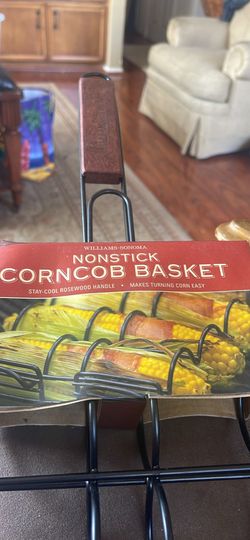 WILLIAMS-SONOMA
NONSTICK
CORNCOB BASKET
STAY-COOL ROSEWOOD HANDLE • MAKES TURNING CORN EASY